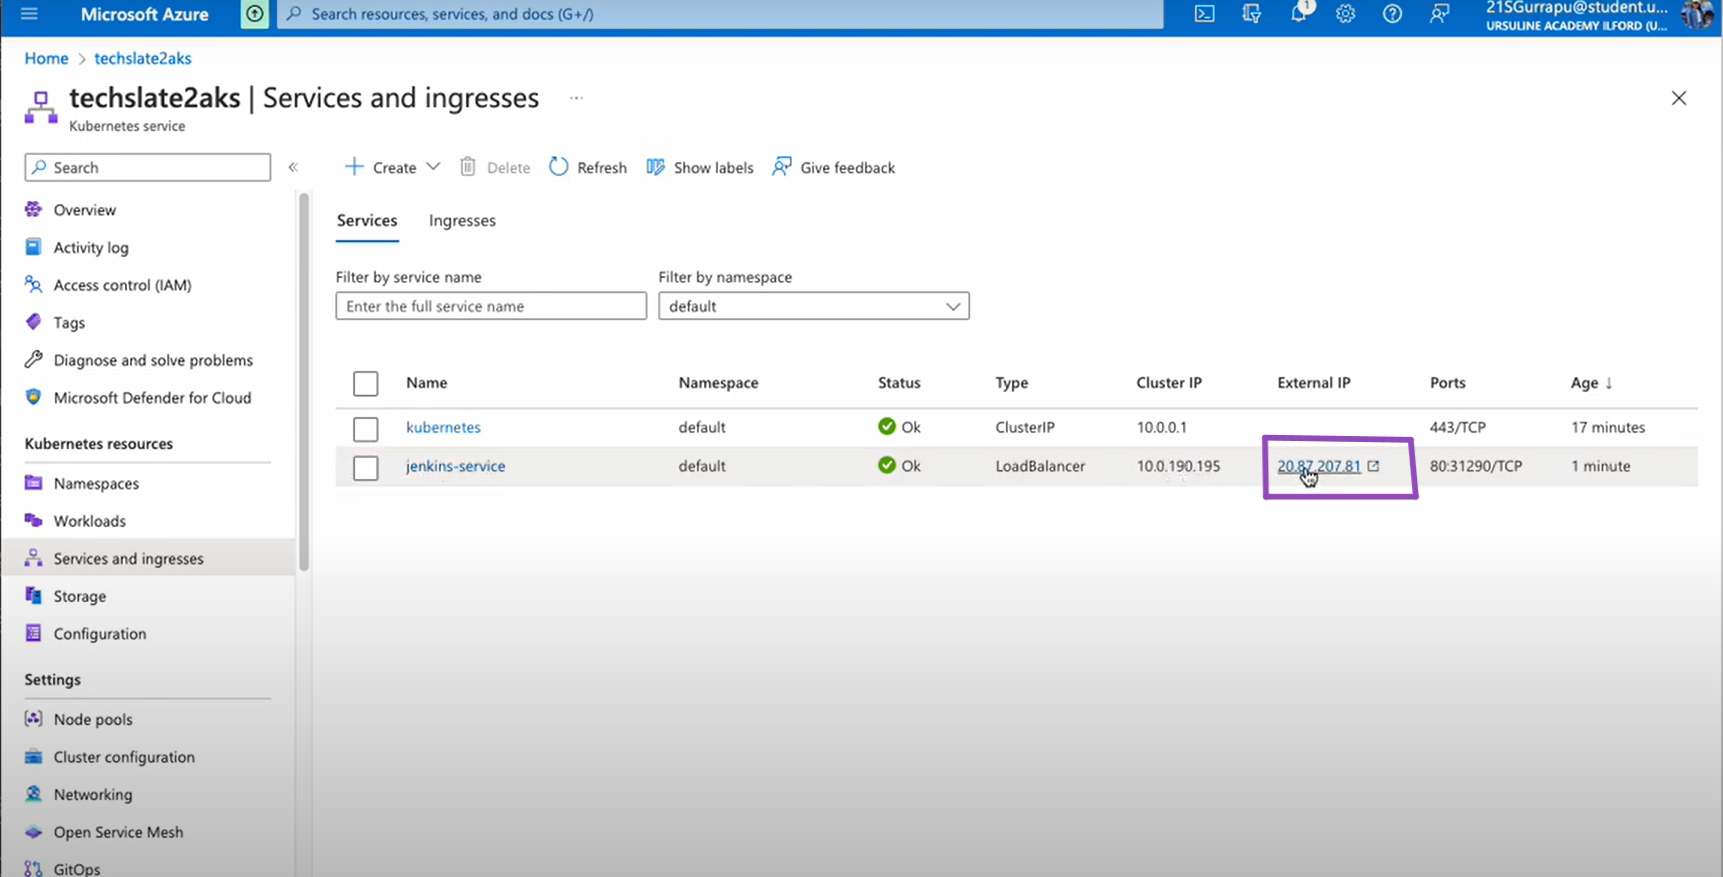 Microsoft Azure
Search resources, services, and docs (G+/)
1
21SGurrapu@student.u...
URSULINE ACADEMY ILFORD (U...
Home > techslate2aks
techslate2aks | Services and ingresses ...
Kubernetes service
Search
«
Create
Delete
Refresh
Show labels
Give feedback
Overview
Activity log
Access control (IAM)
Tags
Diagnose and solve problems
Microsoft Defender for Cloud
Kubernetes resources
Namespaces
Workloads
Services and ingresses
Storage
Configuration
Settings
Node pools
Cluster configuration
Networking
Open Service Mesh
GitOps
Services Ingresses
Filter by service name Filter by namespace
Enter the full service name default
Name Namespace Status Type Cluster IP External IP Ports Age ↓
kubernetes default Ok ClusterIP 10.0.0.1 443/TCP 17 minutes
jenkins-service default Ok LoadBalancer 10.0.190.195 20.87.207.81 80:31290/TCP 1 minute